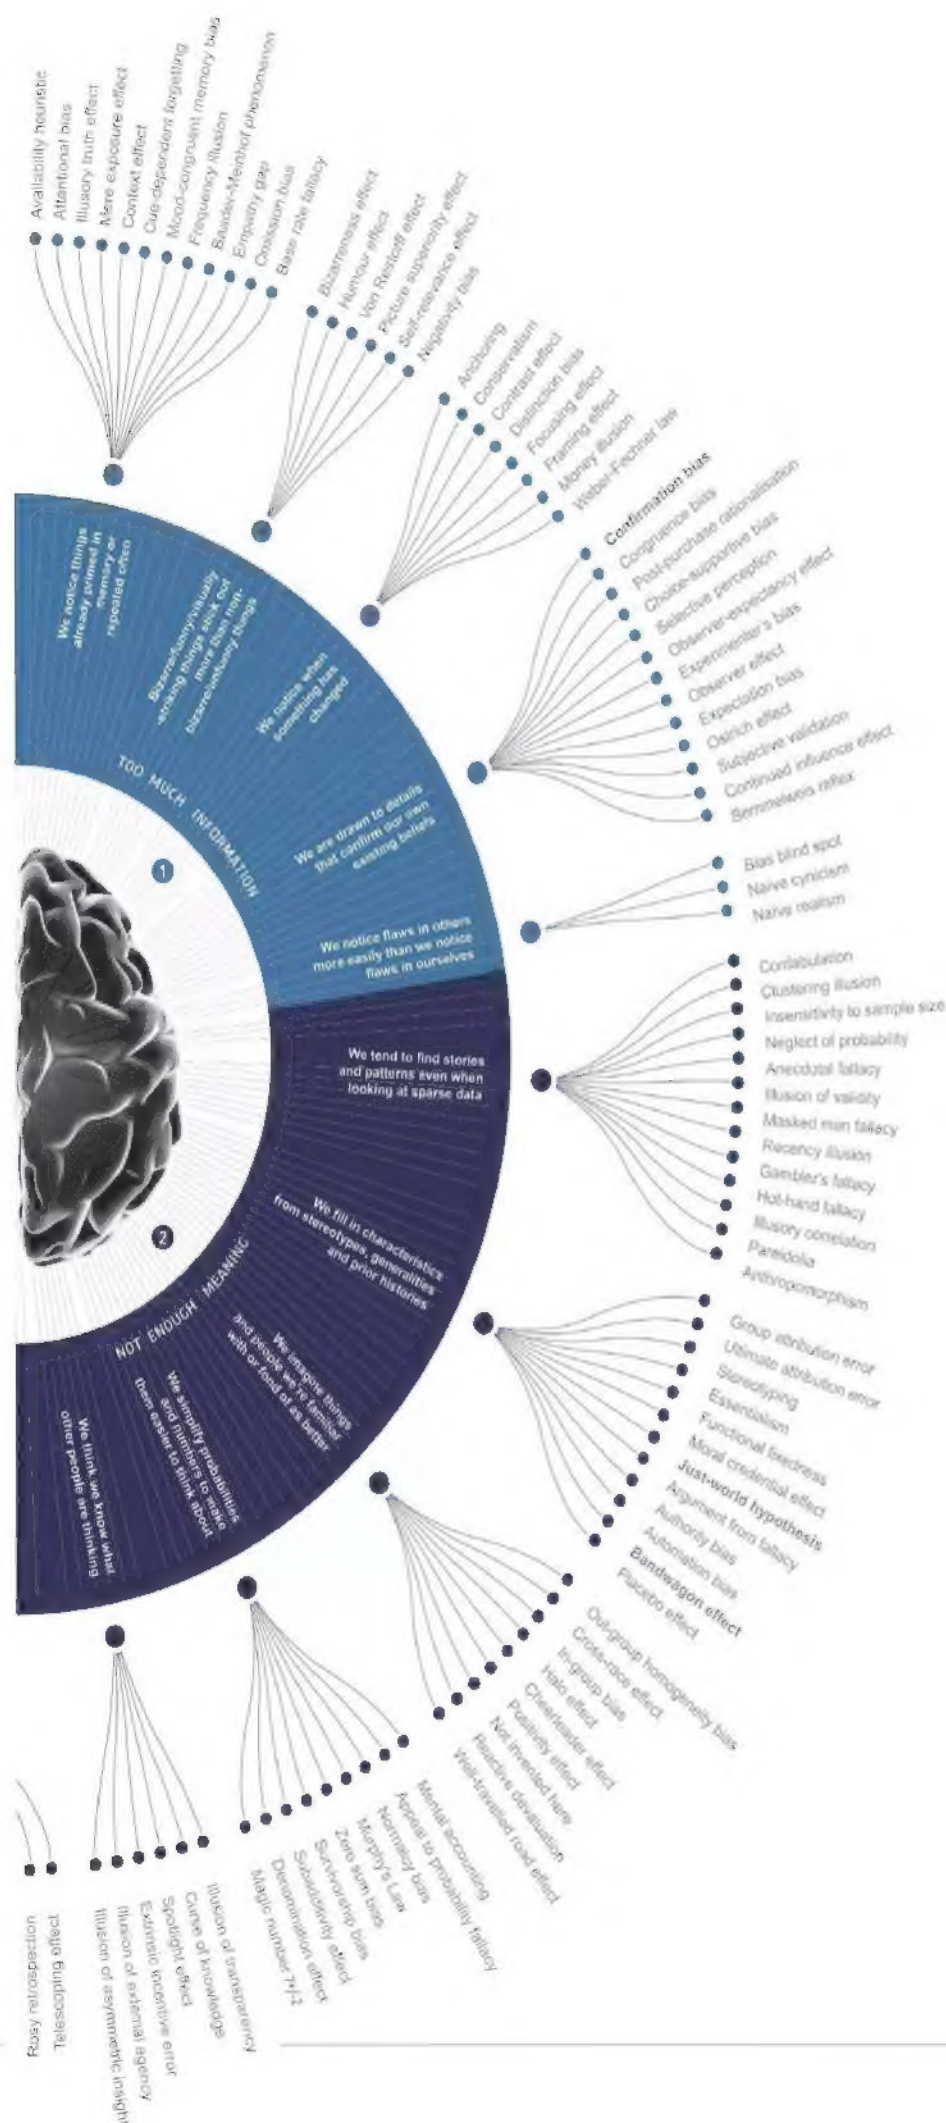 Availability heuristic
Attentional bias
Illusory truth effect
Mere exposure effect
Context effect
Cue-dependent forgetting
Mood-congruent memory bias
Frequency illusion
Baader-Meinhof phenomenon
Empathy gap
Omission bias
Base rate fallacy
Bizarreness effect
Humour effect
Von Restorff effect
Picture superiority effect
Self-relevance effect
Negativity bias
Anchoring
Conservatism
Contrast effect
Distinction bias
Focusing effect
Framing effect
Money illusion
Weber-Fechner law
Confirmation bias
Congruence bias
Post-purchase rationalisation
Choice-supportive bias
Selective perception
Observer-expectancy effect
Experimenter's bias
Observer effect
Expectation bias
Ostrich effect
Subjective validation
Continued influence effect
Semmelweis reflex
Bias blind spot
Naïve cynicism
Naïve realism
Confabulation
Clustering illusion
Insensitivity to sample size
Neglect of probability
Anecdotal fallacy
Illusion of validity
Masked man fallacy
Recency illusion
Gambler's fallacy
Hot-hand fallacy
Illusory correlation
Pareidolia
Anthropomorphism
Group attribution error
Ultimate attribution error
Stereotyping
Essentialism
Functional fixedness
Moral credential effect
Just-world hypothesis
Argument from fallacy
Authority bias
Automation bias
Bandwagon effect
Placebo effect
Out-group homogeneity bias
Cross-race effect
In-group bias
Halo effect
Cheerleader effect
Positivity effect
Not invented here
Reactive devaluation
Well-travelled road effect
Mental accounting
Appeal to probability fallacy
Normalcy bias
Murphy's Law
Zero sum bias
Survivorship bias
Subadditivity effect
Denomination effect
Magic number 7+/-2
Illusion of transparency
Curse of knowledge
Spotlight effect
Extrinsic incentive error
Illusion of external agency
Illusion of asymmetric insight
Telescoping effect
Rosy retrospection
We notice things
already primed in
memory or
repeated often
Bizarre/funny/visually
striking things stick out
more than non-
bizarre/unfunny things
We notice when
something has
changed
We are drawn to details
that confirm our own
existing beliefs
We notice flaws in others
more easily than we notice
flaws in ourselves
TOO MUCH INFORMATION
1
We tend to find stories
and patterns even when
looking at sparse data
We fill in characteristics
from stereotypes, generalities
and prior histories
We imagine things
and people we're familiar
with or fond of as better
We simplify probabilities
and numbers to make
them easier to think about
We think we know what
other people are thinking
NOT ENOUGH MEANING
2